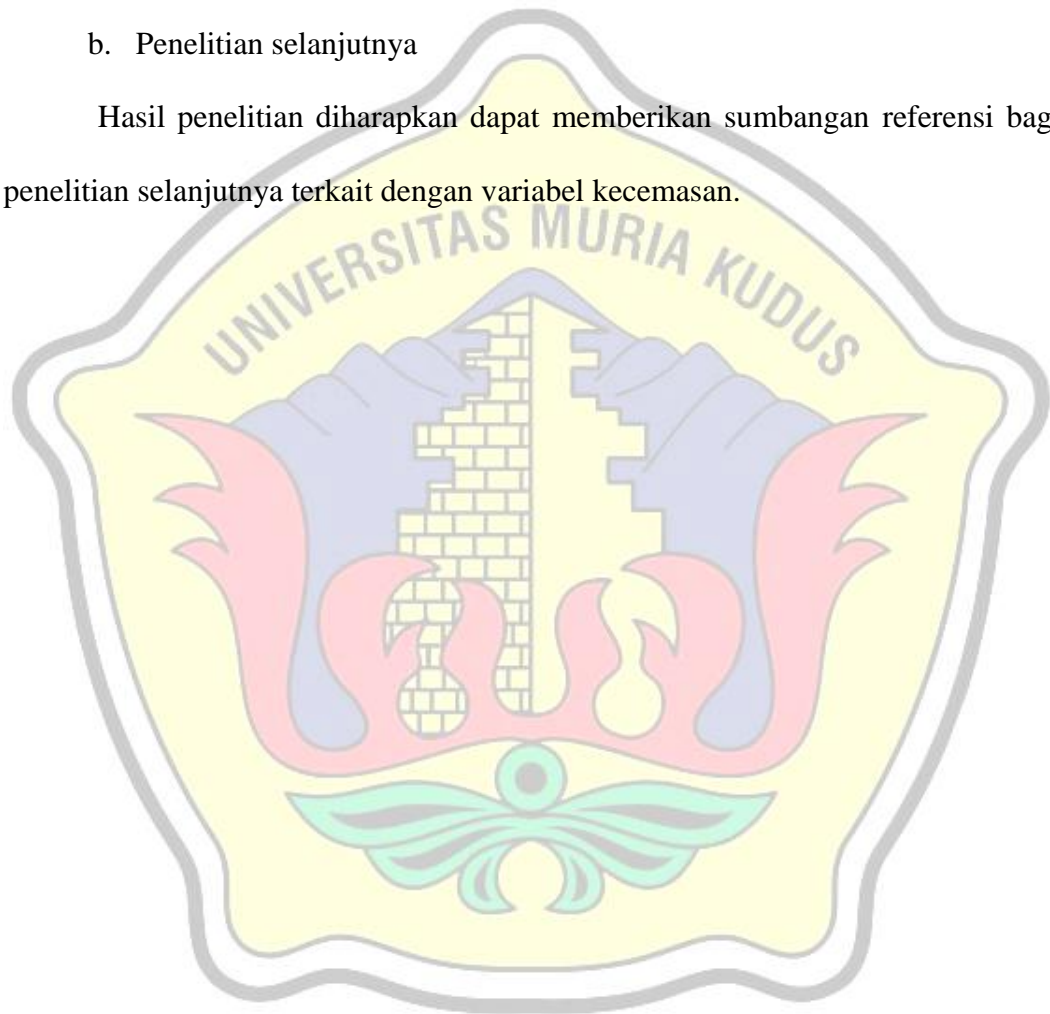 b. Penelitian selanjutnya
Hasil penelitian diharapkan dapat memberikan sumbangan referensi bag
penelitian selanjutnya terkait dengan variabel kecemasan.
UNIVERSITAS MURIA KUDUS